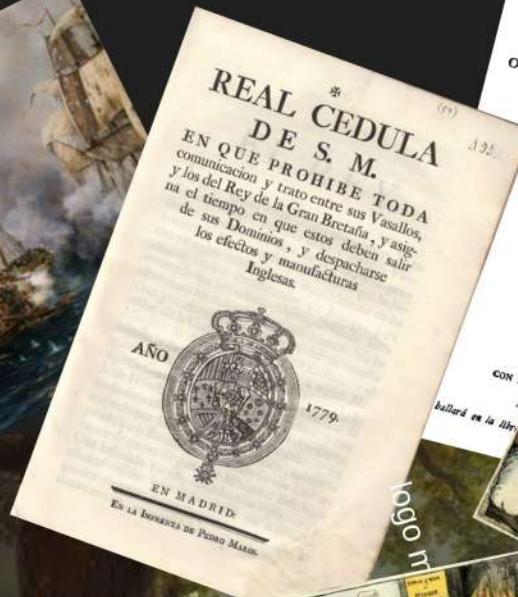 REAL CEDULA
DE S. M.
EN QUE PROHIBE TODA
comunicacion y trato entre sus Vasallos,
y los del Rey de la Gran Bretaña, y asig-
na el tiempo en que estos deben salir
de sus Dominios, y despacharse
los efectos y manufacturas
Inglesas.
AÑO
1779.
EN MADRID:
EN LA IMPRENTA DE PEDRO MARIN.
(59)
O
CON
hallará en la
logo m